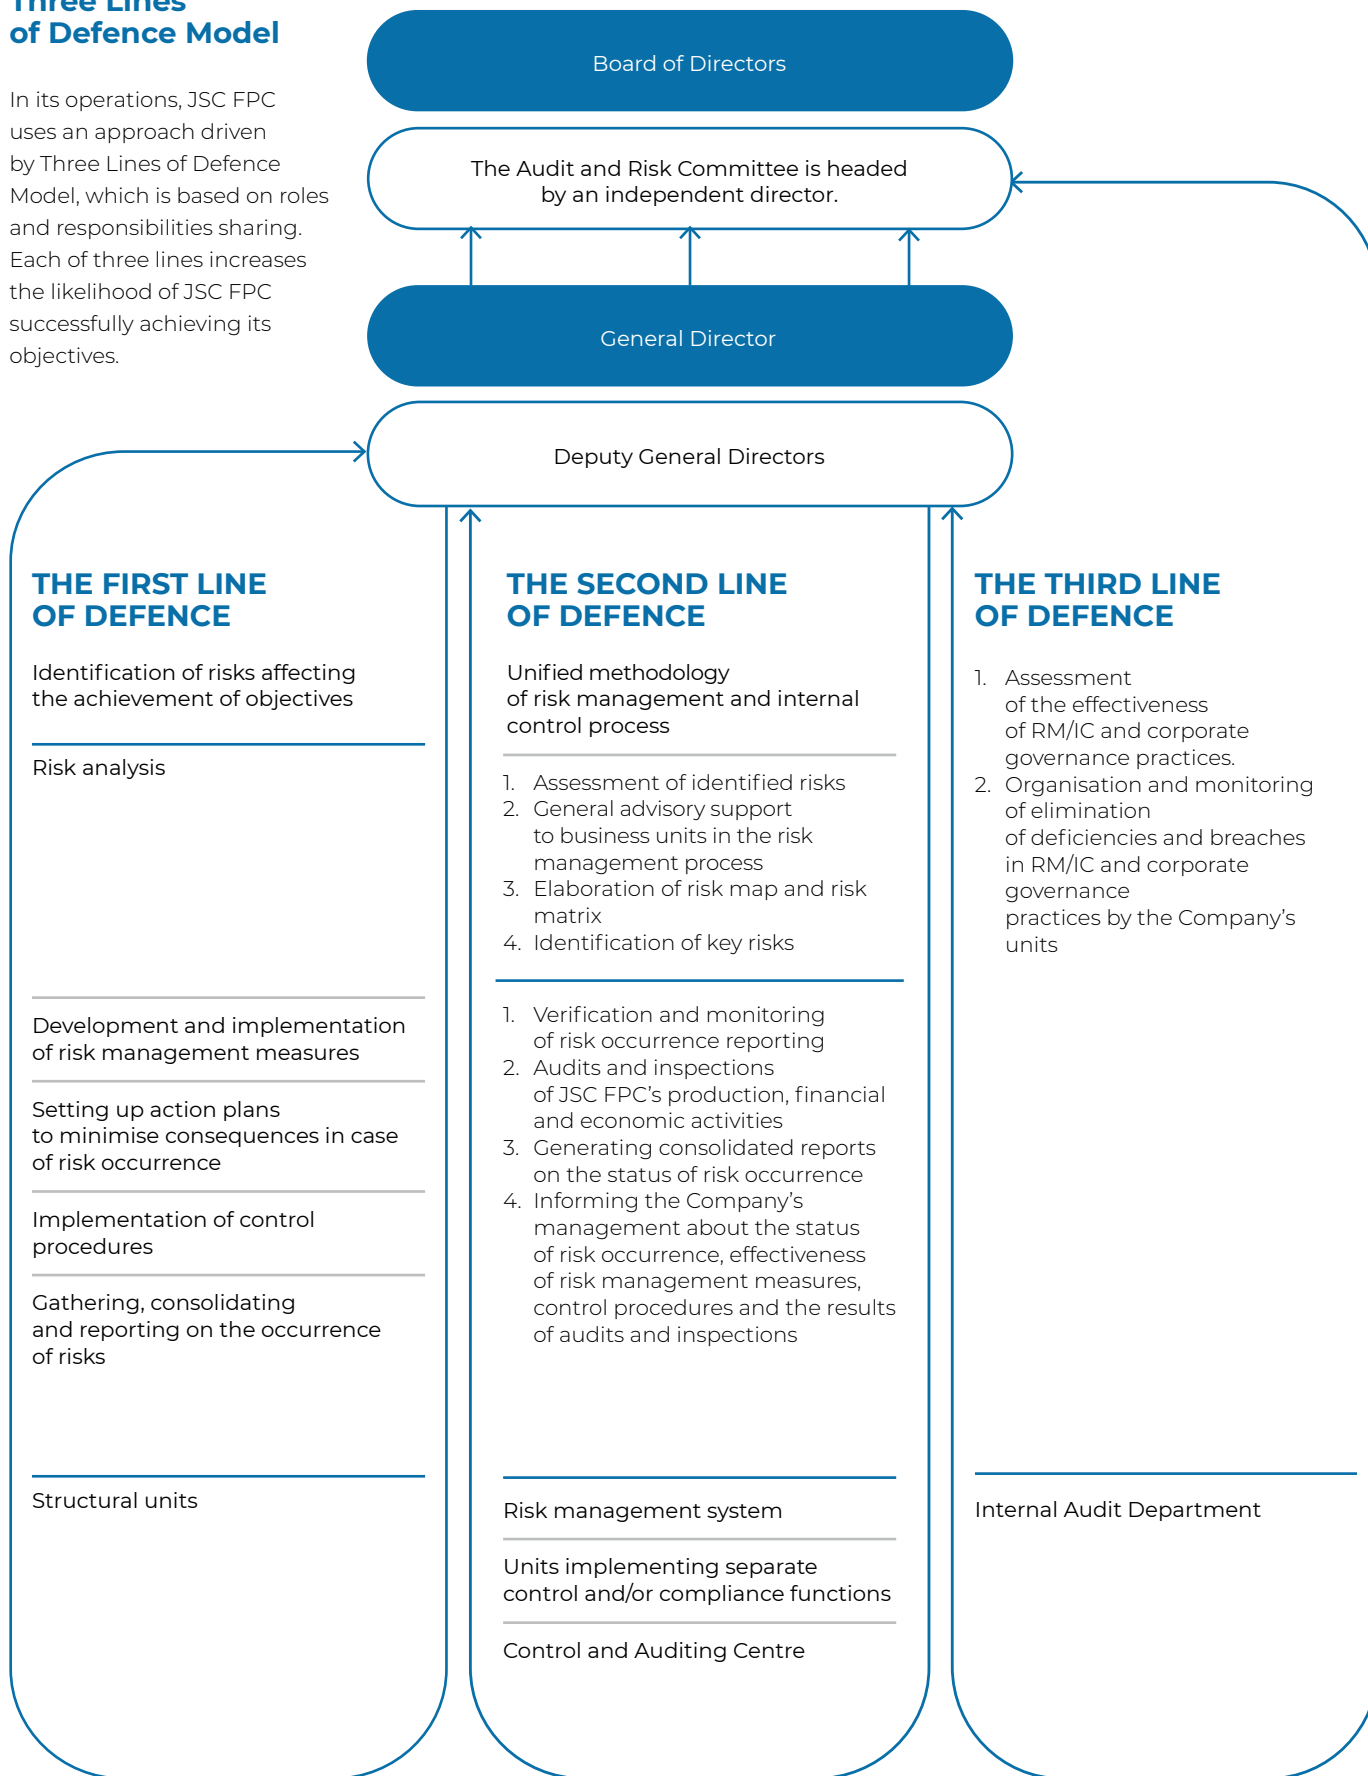 Three Lines
of Defence Model
In its operations, JSC FPC
uses an approach driven
by Three Lines of Defence
Model, which is based on roles
and responsibilities sharing.
Each of three lines increases
the likelihood of JSC FPC
successfully achieving its
objectives.
Board of Directors
The Audit and Risk Committee is headed
by an independent director.
General Director
Deputy General Directors
THE FIRST LINE
OF DEFENCE
Identification of risks affecting
the achievement of objectives
Risk analysis
Development and implementation
of risk management measures
Setting up action plans
to minimise consequences in case
of risk occurrence
Implementation of control
procedures
Gathering, consolidating
and reporting on the occurrence
of risks
Structural units
THE SECOND LINE
OF DEFENCE
Unified methodology
of risk management and internal
control process
1. Assessment of identified risks
2. General advisory support
to business units in the risk
management process
3. Elaboration of risk map and risk
matrix
4. Identification of key risks
1. Verification and monitoring
of risk occurrence reporting
2. Audits and inspections
of JSC FPC’s production, financial
and economic activities
3. Generating consolidated reports
on the status of risk occurrence
4. Informing the Company’s
management about the status
of risk occurrence, effectiveness
of risk management measures,
control procedures and the results
of audits and inspections
Risk management system
Units implementing separate
control and/or compliance functions
Control and Auditing Centre
THE THIRD LINE
OF DEFENCE
1. Assessment
of the effectiveness
of RM/IC and corporate
governance practices.
2. Organisation and monitoring
of elimination
of deficiencies and breaches
in RM/IC and corporate
governance
practices by the Company’s
units
Internal Audit Department